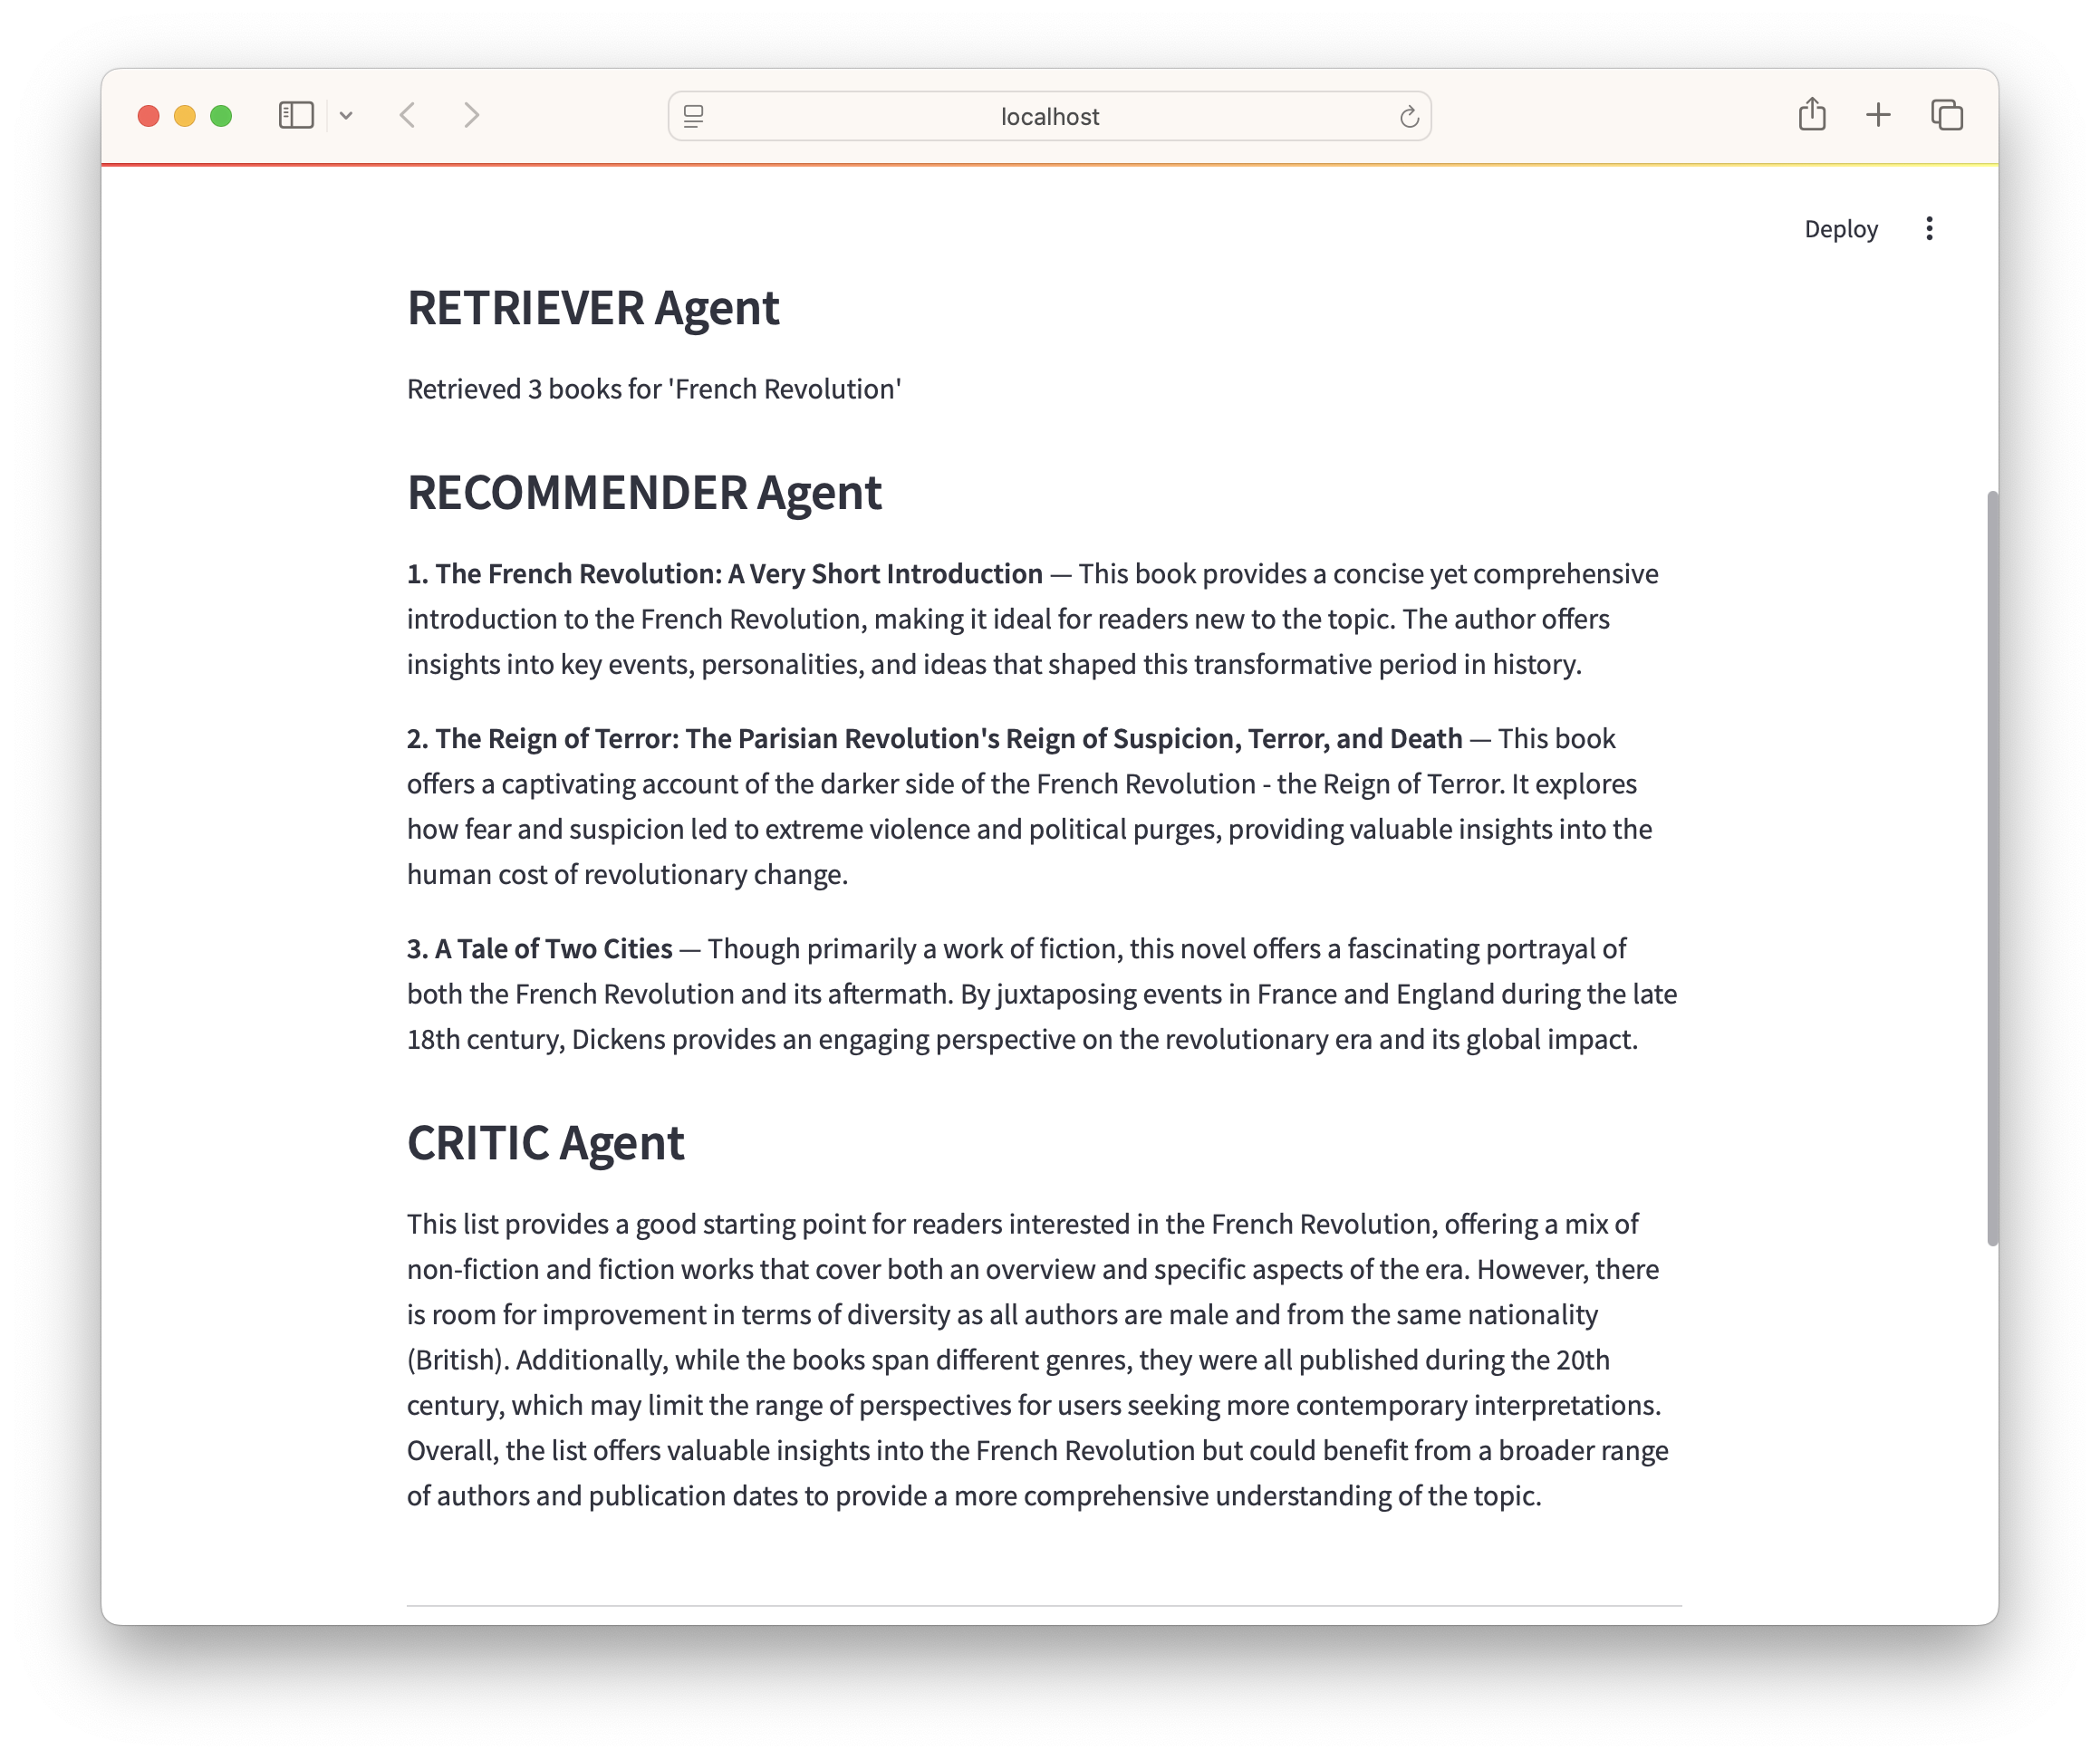 localhost
Deploy
RETRIEVER Agent
Retrieved 3 books for 'French Revolution'
RECOMMENDER Agent
1. The French Revolution: A Very Short Introduction — This book provides a concise yet comprehensive
introduction to the French Revolution, making it ideal for readers new to the topic. The author offers
insights into key events, personalities, and ideas that shaped this transformative period in history.
2. The Reign of Terror: The Parisian Revolution's Reign of Suspicion, Terror, and Death — This book
offers a captivating account of the darker side of the French Revolution - the Reign of Terror. It explores
how fear and suspicion led to extreme violence and political purges, providing valuable insights into the
human cost of revolutionary change.
3. A Tale of Two Cities — Though primarily a work of fiction, this novel offers a fascinating portrayal of
both the French Revolution and its aftermath. By juxtaposing events in France and England during the late
18th century, Dickens provides an engaging perspective on the revolutionary era and its global impact.
CRITIC Agent
This list provides a good starting point for readers interested in the French Revolution, offering a mix of
non-fiction and fiction works that cover both an overview and specific aspects of the era. However, there
is room for improvement in terms of diversity as all authors are male and from the same nationality
(British). Additionally, while the books span different genres, they were all published during the 20th
century, which may limit the range of perspectives for users seeking more contemporary interpretations.
Overall, the list offers valuable insights into the French Revolution but could benefit from a broader range
of authors and publication dates to provide a more comprehensive understanding of the topic.